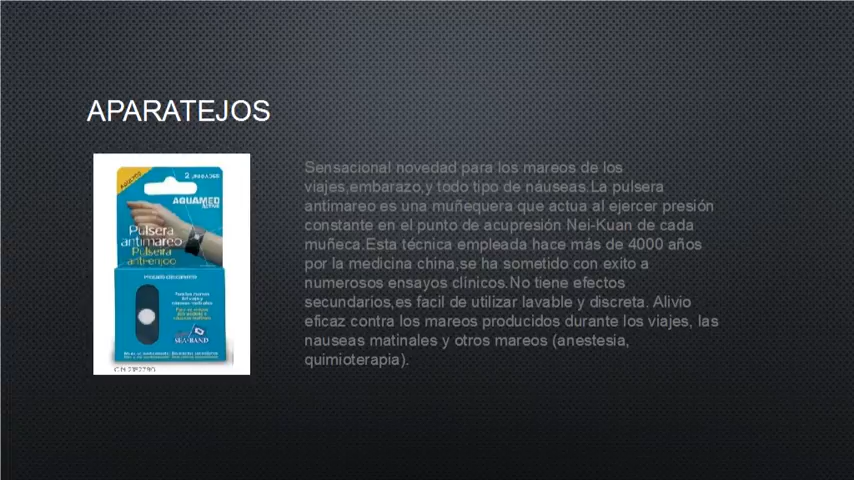 APARATEJOS
2 UNIDADES
ADULTOS
AQUAMED
ACTIVE
Pulsera
antimareo
Pulseira
anti-enjoo
SEA-BAND
Sensacional novedad para los mareos de los
viajes,embarazo,y todo tipo de náuseas.La pulsera
antimareo es una muñequera que actua al ejercer presión
constante en el punto de acupresión Nei-Kuan de cada
muñeca.Esta técnica empleada hace màs de 4000 años
por la medicina china,se ha sometido con exito a
numerosos ensayos clínicos.No tiene efectos
secundarios,es facil de utilizar lavable y discreta. Alivio
eficaz contra los mareos producidos durante los viajes, las
nauseas matinales y otros mareos (anestesia,
quimioterapia).